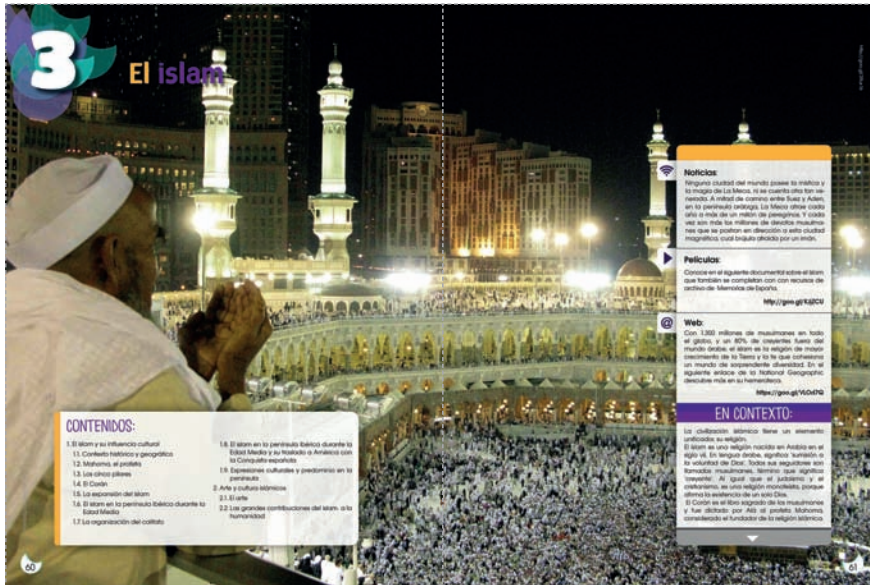 3
El islam
Noticias:
Ninguna ciudad del mundo posee la mística y
la magia de La Meca, ni se cuenta otra tan ve-
nerada. A mitad de camino entre Suez y Aden,
en la península arábiga, La Meca atrae cada
año a más de un millón de peregrinos. Y cada
vez son más los millones de devotos musulma-
nes que se postran en dirección a esta ciudad
magnética, cual brújula atraída por un imán.
Películas:
Conoce en el siguiente documental sobre el Islam
que también se completan con con recursos de
archivo de Memorias de España.
Web:
Con 1.300 millones de musulmanes en todo
el globo, y un 80% de creyentes fuera del
mundo árabe, el islam es la religión de mayor
crecimiento de la Tierra y la fe que cohesiona
un mundo de sorprendente diversidad. En el
siguiente enlace de la National Geographic
descubre más en su hemeroteca.
EN CONTEXTO:
La civilización islámica tiene un elemento
unificador, su religión.
El islam es una religión nacida en Arabia en el
siglo VII. En lengua árabe, significa 'sumisión a
la voluntad de Dios'. Todos sus seguidores son
llamados musulmanes, término que significa
'creyente'. Al igual que el judaísmo y el
cristianismo, es una religión monoteísta, porque
afirma la existencia de un solo Dios.
El Corán es el libro sagrado de los musulmanes
y fue dictado por Alá al profeta Mahoma,
considerado el fundador de la religión islámica.
CONTENIDOS:
1. El islam y su influencia cultural
1.1. Contexto histórico y geográfico
1.2. Mahoma, el profeta
1.3. Los cinco pilares
1.4. El Corán
1.5. La expansión del islam
1.6. El islam en la península ibérica durante la
Edad Media
1.7. La organización del califato
1.8. El islam en la península ibérica durante la
Edad Media y su traslado a América con
la Conquista española
1.9. Expresiones culturales y predominio en la
península
2. Arte y cultura islámicos
2.1. El arte
2.2. Las grandes contribuciones del islam a la
humanidad
60
61